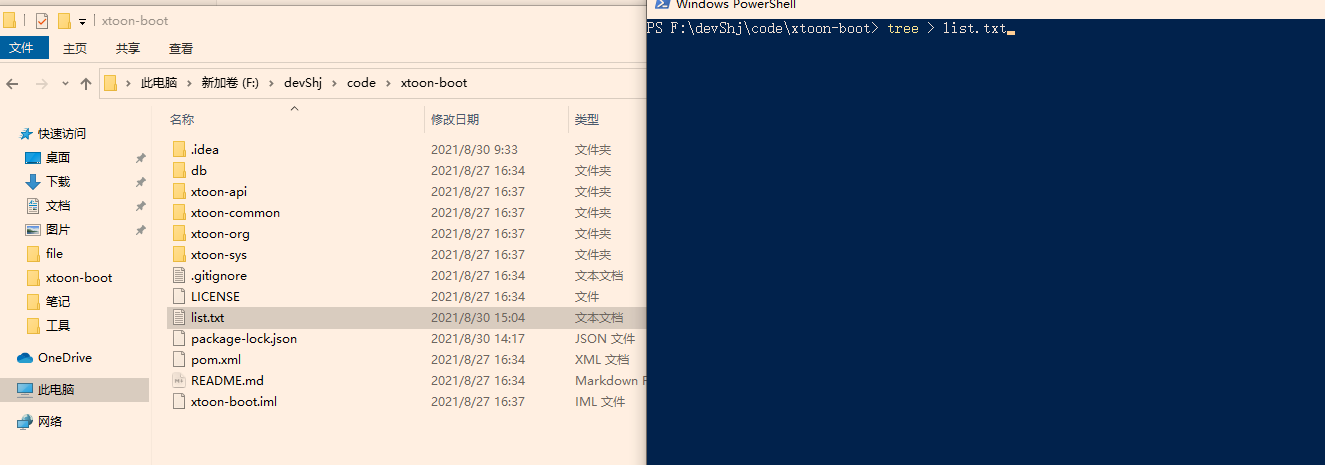 xtoon-boot
文件 主页 共享 查看
此电脑 新加卷 (F:) devShj code xtoon-boot
快速访问
桌面
下载
文档
图片
file
xtoon-boot
笔记
工具
OneDrive
此电脑
网络
名称 修改日期 类型
.idea 2021/8/30 9:33 文件夹
db 2021/8/27 16:34 文件夹
xtoon-api 2021/8/27 16:37 文件夹
xtoon-common 2021/8/27 16:37 文件夹
xtoon-org 2021/8/27 16:37 文件夹
xtoon-sys 2021/8/27 16:37 文件夹
.gitignore 2021/8/27 16:34 文本文档
LICENSE 2021/8/27 16:34 文件
list.txt 2021/8/30 15:04 文本文档
package-lock.json 2021/8/30 14:17 JSON 文件
pom.xml 2021/8/27 16:34 XML 文档
README.md 2021/8/27 16:34 Markdown F
xtoon-boot.iml 2021/8/27 16:37 IML 文件
Windows PowerShell
PS F:\devShj\code\xtoon-boot> tree > list.txt